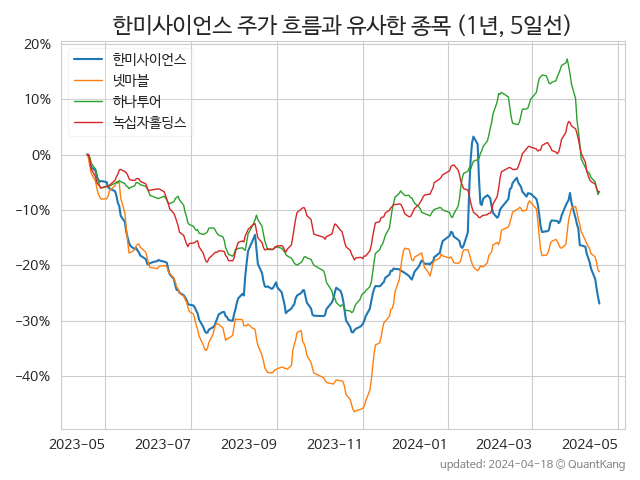 한미사이언스 주가 흐름과 유사한 종목 (1년, 5일선)
20%
10%
0%
−10%
−20%
−30%
−40%
한미사이언스
넷마블
하나투어
녹십자홀딩스
2023-05
2023-07
2023-09
2023-11
2024-01
2024-03
2024-05
updated: 2024-04-18 © QuantKang